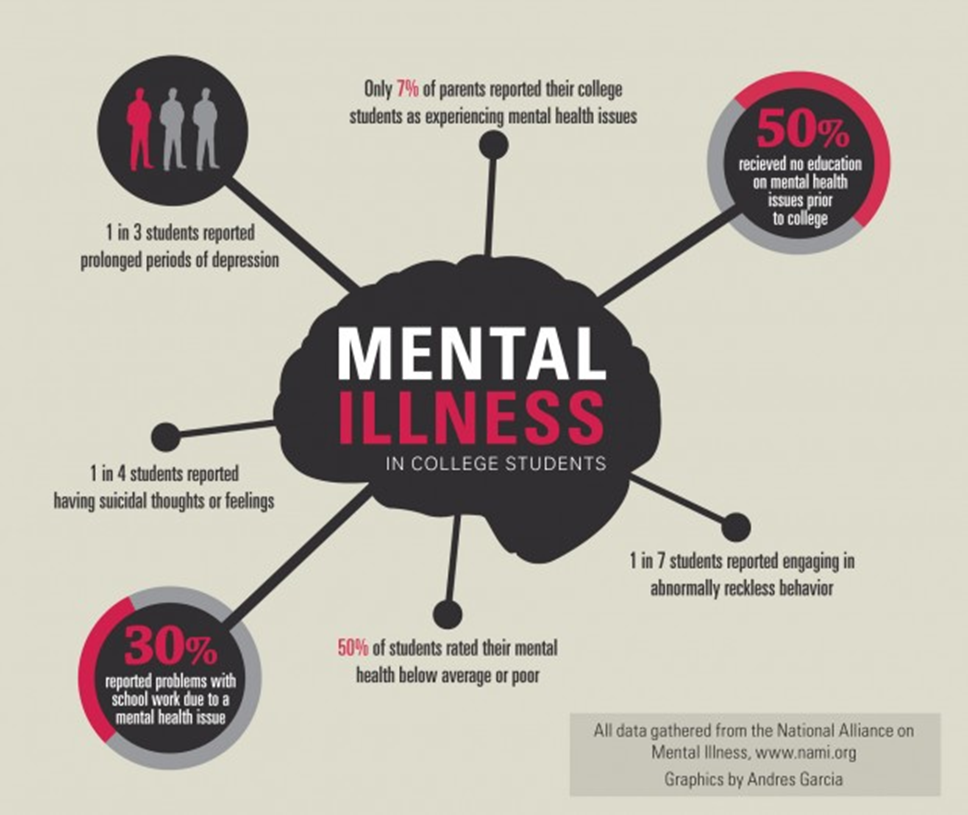 Only 7% of parents reported their college
students as experiencing mental health issues
50%
recieved no education
on mental health
issues prior
to college
1 in 3 students reported
prolonged periods of depression
MENTAL
ILLNESS
IN COLLEGE STUDENTS
1 in 4 students reported
having suicidal thoughts or feelings
1 in 7 students reported engaging in
abnormally reckless behavior
30%
reported problems with
school work due to a
mental health issue
50% of students rated their mental
health below average or poor
All data gathered from the National Alliance on
Mental Illness, www.nami.org
Graphics by Andres Garcia